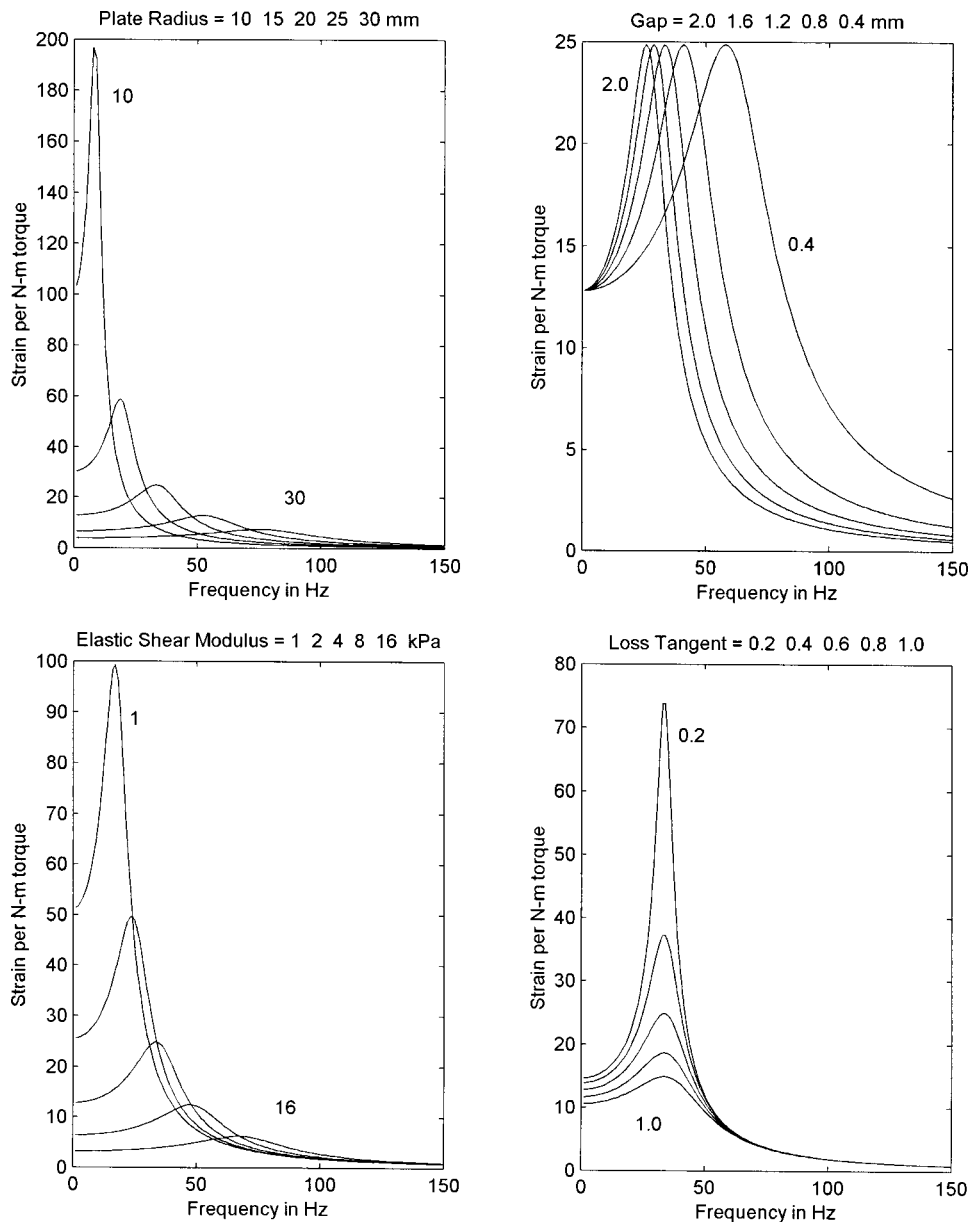 Plate Radius = 10 15 20 25 30 mm
200
180
160
140
120
100
80
60
40
20
0
Strain per N-m torque
10
30
0 50 100 150
Frequency in Hz
Gap = 2.0 1.6 1.2 0.8 0.4 mm
25
20
15
10
5
0
Strain per N-m torque
2.0
0.4
0 50 100 150
Frequency in Hz
Elastic Shear Modulus = 1 2 4 8 16 kPa
100
90
80
70
60
50
40
30
20
10
0
Strain per N-m torque
1
16
0 50 100 150
Frequency in Hz
Loss Tangent = 0.2 0.4 0.6 0.8 1.0
80
70
60
50
40
30
20
10
0
Strain per N-m torque
0.2
1.0
0 50 100 150
Frequency in Hz